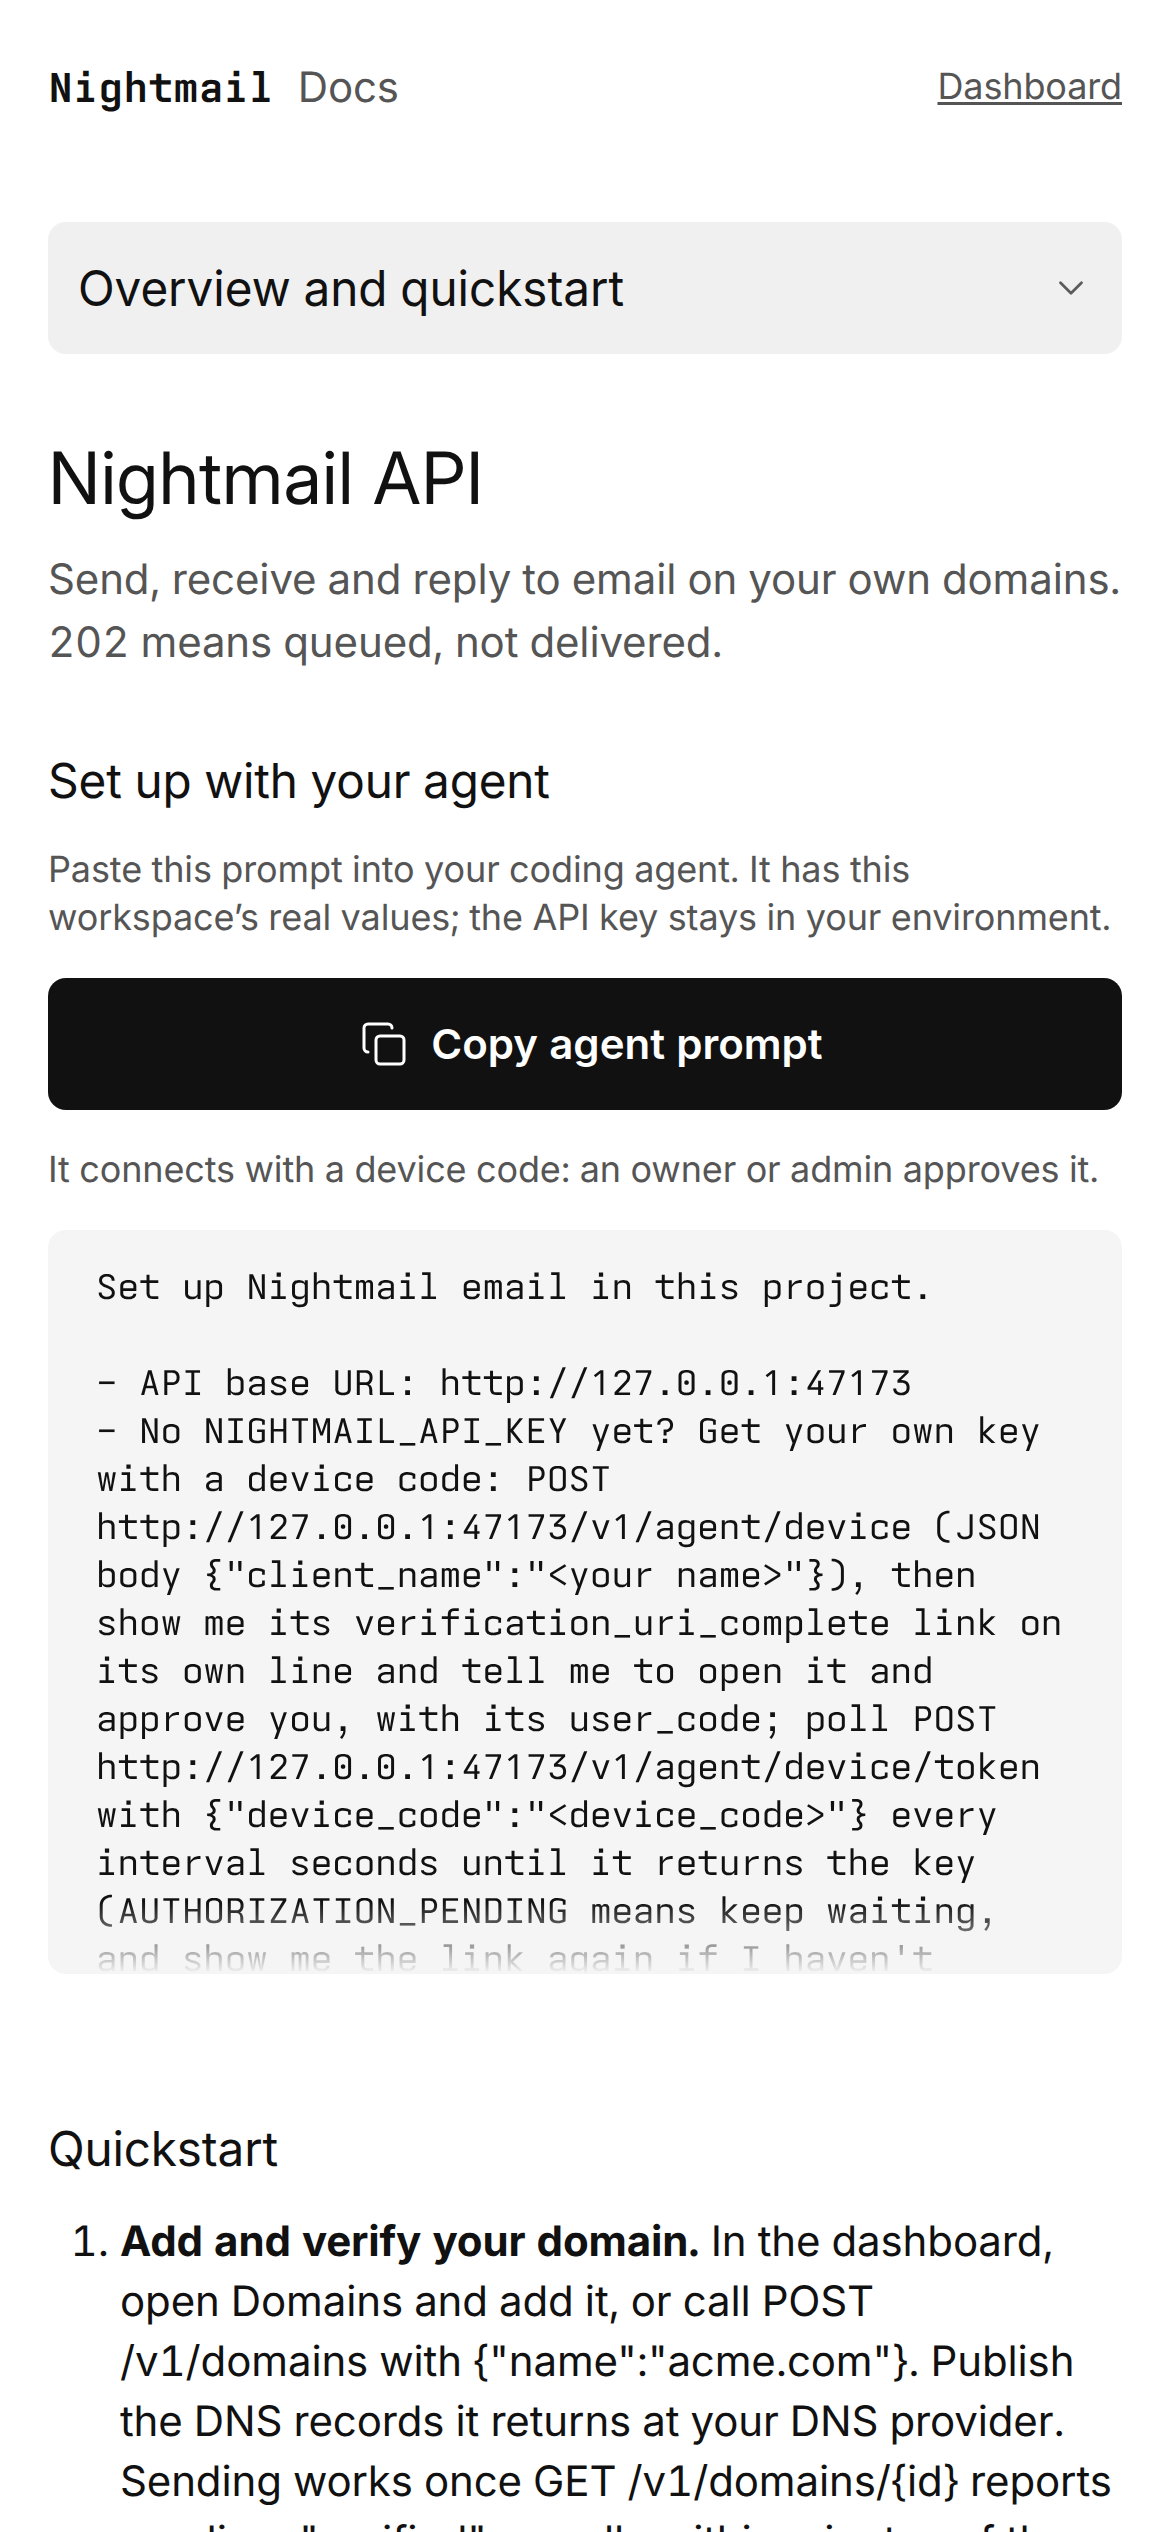 Nightmail Docs
Dashboard
Overview and quickstart
Nightmail API
Send, receive and reply to email on your own domains.
202 means queued, not delivered.
Set up with your agent
Paste this prompt into your coding agent. It has this
workspace’s real values; the API key stays in your environment.
Copy agent prompt
It connects with a device code: an owner or admin approves it.
Set up Nightmail email in this project.
- API base URL: http://127.0.0.1:47173
- No NIGHTMAIL_API_KEY yet? Get your own key
with a device code: POST
http://127.0.0.1:47173/v1/agent/device (JSON
body {"client_name":"<your name>"}), then
show me its verification_uri_complete link on
its own line and tell me to open it and
approve you, with its user_code; poll POST
http://127.0.0.1:47173/v1/agent/device/token
with {"device_code":"<device_code>"} every
interval seconds until it returns the key
(AUTHORIZATION_PENDING means keep waiting,
and show me the link again if I haven't
Quickstart
1. Add and verify your domain. In the dashboard,
open Domains and add it, or call POST
/v1/domains with {"name":"acme.com"}. Publish
the DNS records it returns at your DNS provider.
Sending works once GET /v1/domains/{id} reports